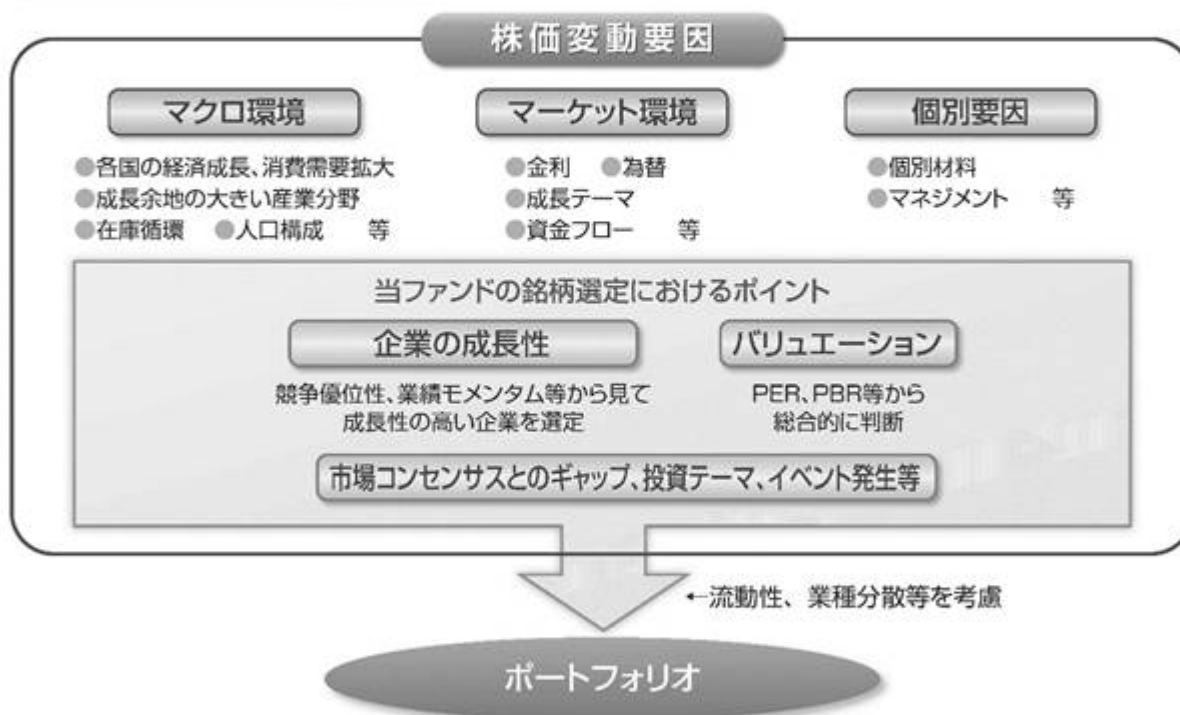 株価変動要因
マクロ環境
●各国の経済成長、消費需要拡大
●成長余地の大きい産業分野
●在庫循環 ●人口構成 等
マーケット環境
●金利 ●為替
●成長テーマ
●資金フロー 等
個別要因
●個別材料
●マネジメント 等
当ファンドの銘柄選定におけるポイント
企業の成長性
競争優位性、業績モメンタム等から見て
成長性の高い企業を選定
バリュエーション
PER、PBR等から
総合的に判断
市場コンセンサスとのギャップ、投資テーマ、イベント発生等
←流動性、業種分散等を考慮
ポートフォリオ